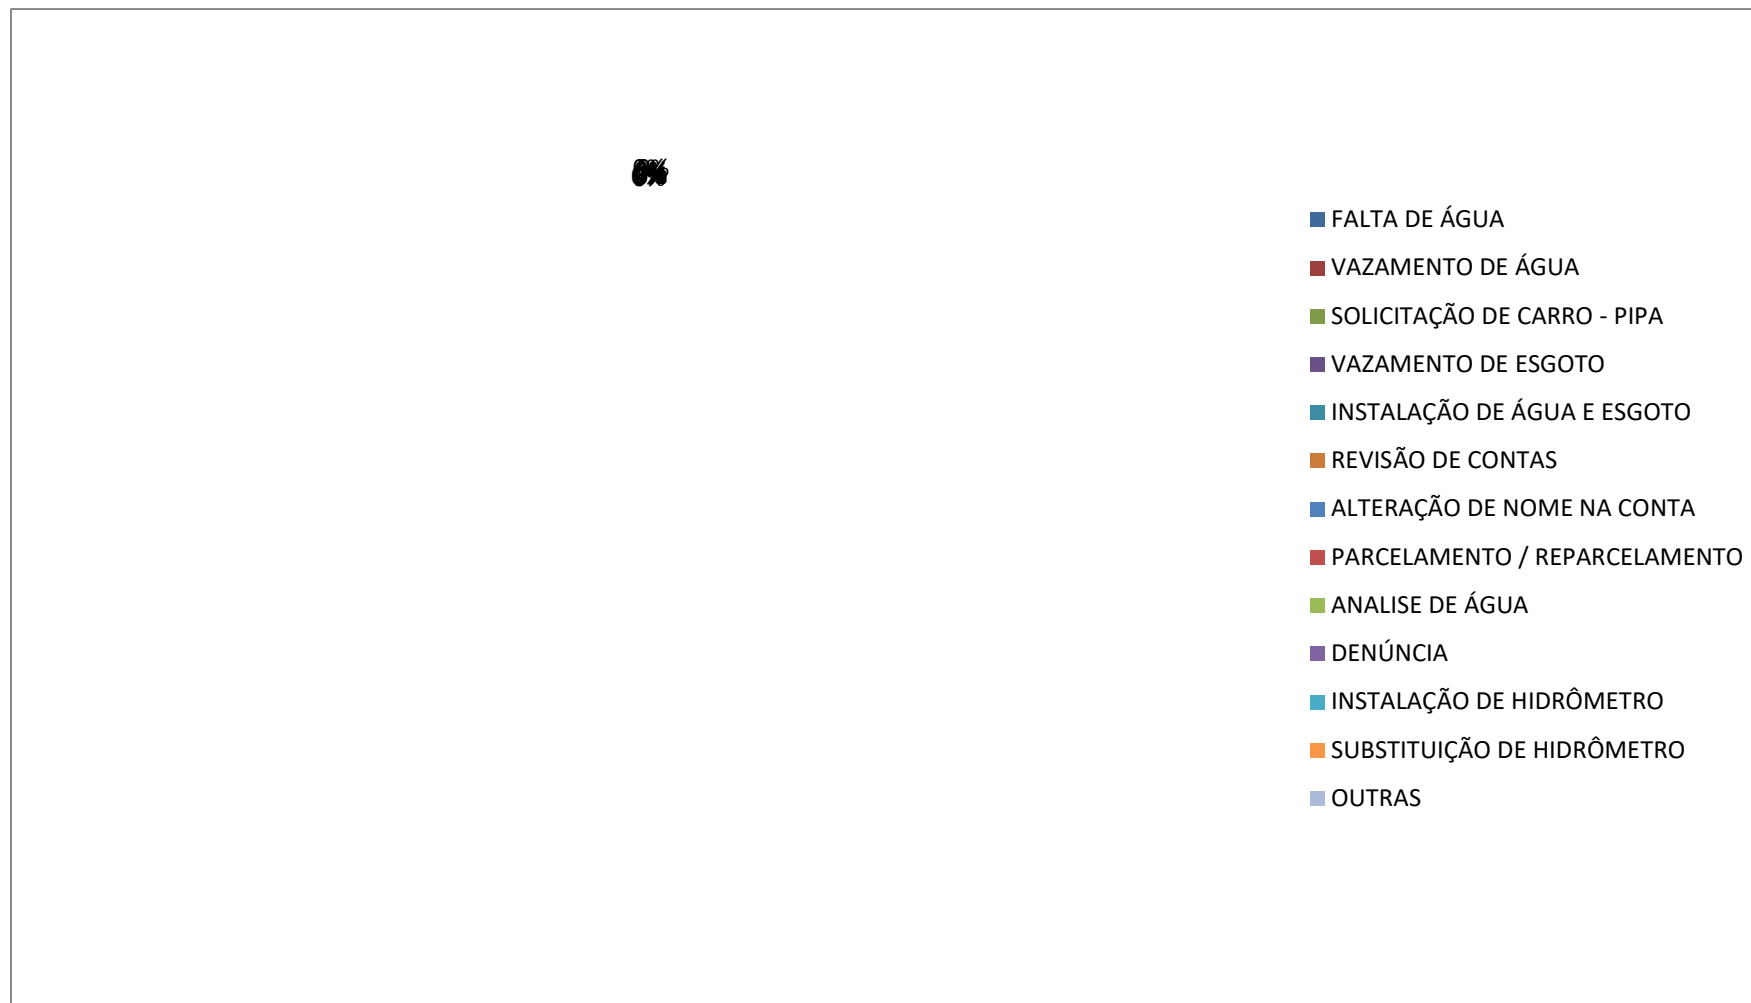 0%
FALTA DE ÁGUA
VAZAMENTO DE ÁGUA
SOLICITAÇÃO DE CARRO - PIPA
VAZAMENTO DE ESGOTO
INSTALAÇÃO DE ÁGUA E ESGOTO
REVISÃO DE CONTAS
ALTERAÇÃO DE NOME NA CONTA
PARCELAMENTO / REPARCELAMENTO
ANALISE DE ÁGUA
DENÚNCIA
INSTALAÇÃO DE HIDRÔMETRO
SUBSTITUIÇÃO DE HIDRÔMETRO
OUTRAS